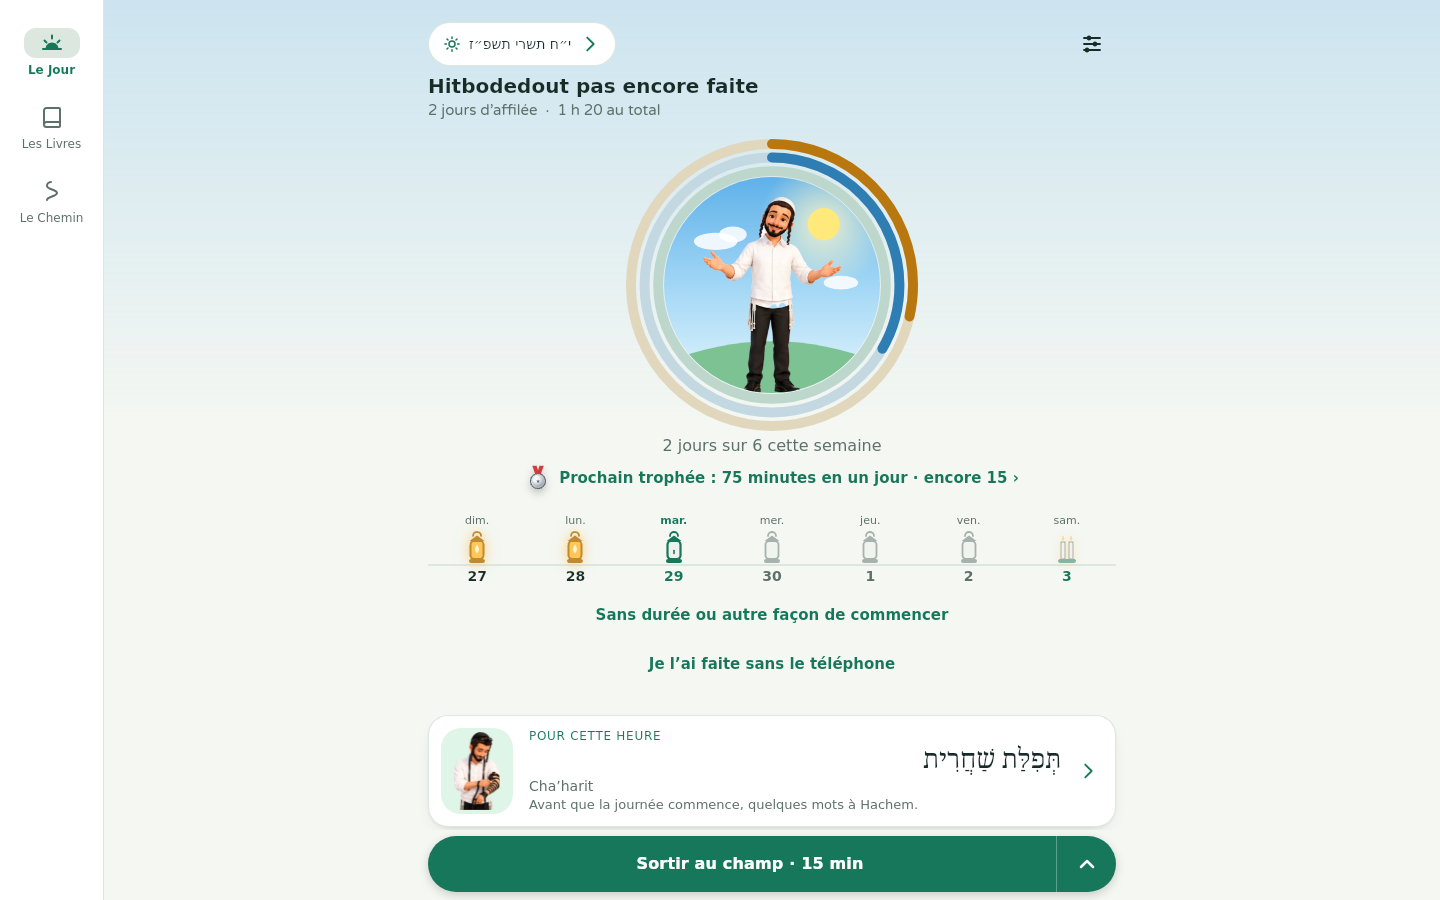 Le Jour
Les Livres
Le Chemin
י״ח תשרי תשפ״ז
Hitbodedout pas encore faite
2 jours d’affilée · 1 h 20 au total
2 jours sur 6 cette semaine
Prochain trophée : 75 minutes en un jour · encore 15 ›
dim. lun. mar. mer. jeu. ven. sam.
27 28 29 30 1 2 3
Sans durée ou autre façon de commencer
Je l’ai faite sans le téléphone
POUR CETTE HEURE
תְּפִלַּת שַׁחֲרִית
Cha’harit
Avant que la journée commence, quelques mots à Hachem.
Sortir au champ · 15 min